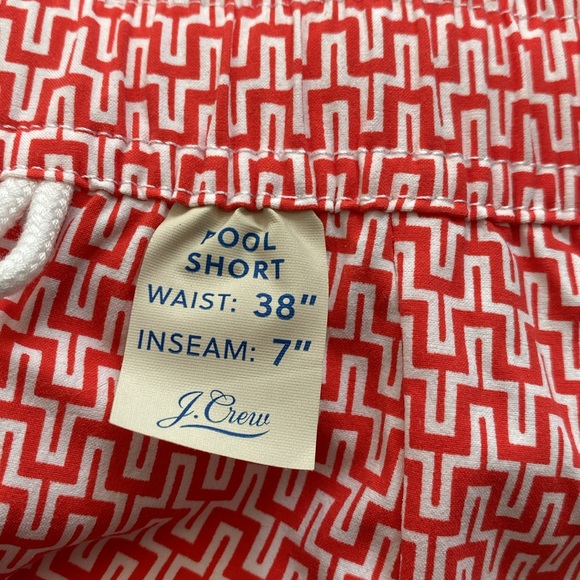 POOL
SHORT
WAIST: 38"
INSEAM: 7"
J.Crew